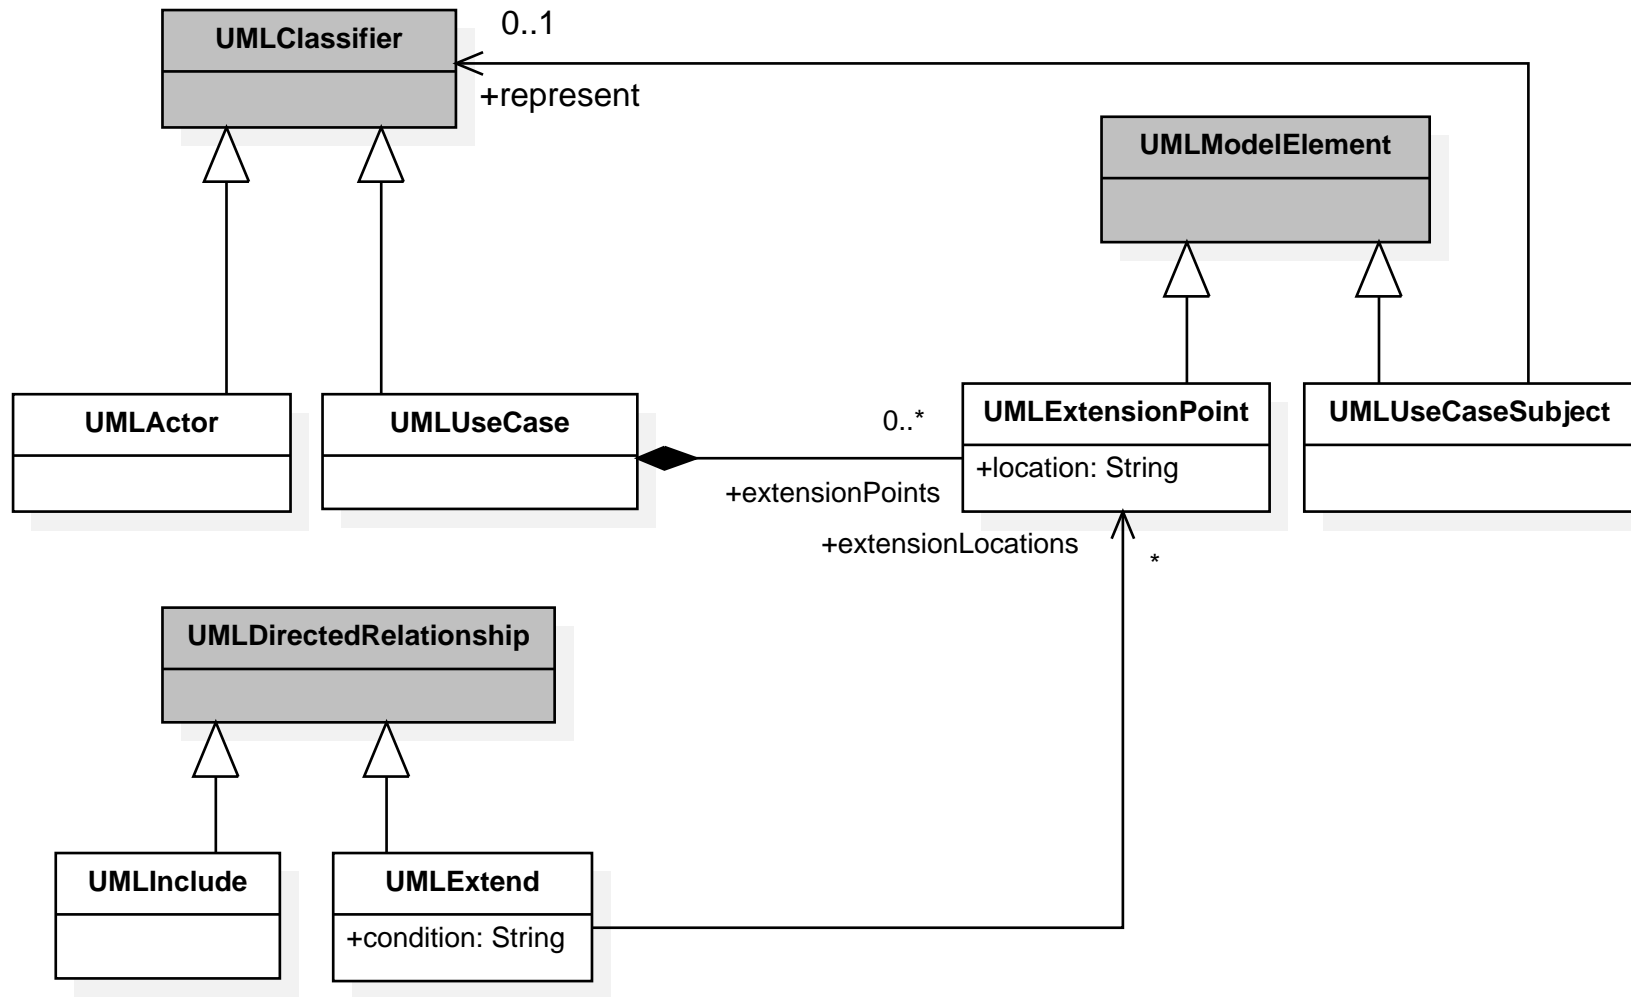 UMLClassifier
0..1
+represent
UMLModelElement
UMLActor
UMLUseCase
0..*
+extensionPoints
UMLExtensionPoint
+location: String
UMLUseCaseSubject
+extensionLocations
*
UMLDirectedRelationship
UMLInclude
UMLExtend
+condition: String